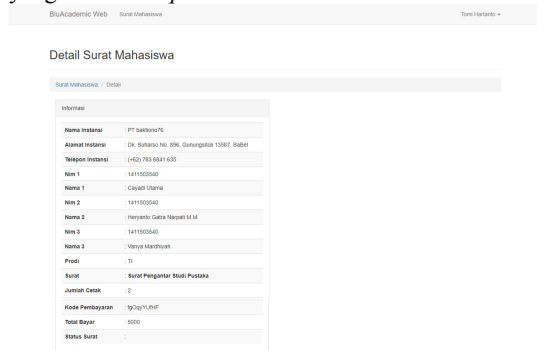 BluAcademic Web Surat Mahasiswa Tomi Hartanto
Detail Surat Mahasiswa
Surat Mahasiswa / Detail
Informasi
Nama Instansi : PT baktiono76
Alamat Instansi : Dk. Suharso No. 896, Gunungsitoli 13587, BaBel
Telepon Instansi : (+62) 783 6841 635
Nim 1 : 1411503540
Nama 1 : Cayadi Utama
Nim 2 : 1411503540
Nama 2 : Heryanto Gatra Narpati M.M.
Nim 3 : 1411503540
Nama 3 : Vanya Mardhiyah
Prodi : TI
Surat : Surat Pengantar Studi Pustaka
Jumlah Cetak : 2
Kode Pembayaran : fgOqiYUfHF
Total Bayar : 5000
Status Surat :